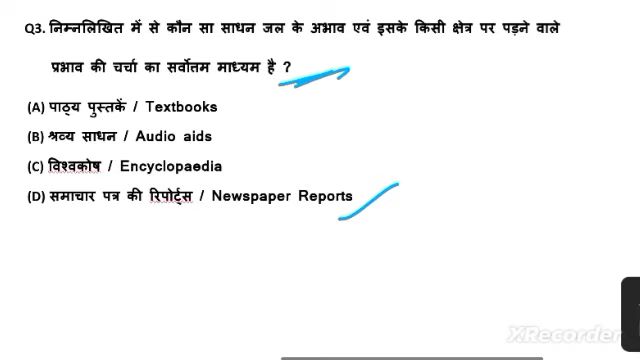 Q3. निम्नलिखित में से कौन सा साधन जल के अभाव एवं इसके किसी क्षेत्र पर पड़ने वाले
प्रभाव की चर्चा का सर्वोत्तम माध्यम है ?
(A) पाठ्य पुस्तकें / Textbooks
(B) श्रव्य साधन / Audio aids
(C) विश्वकोष / Encyclopaedia
(D) समाचार पत्र की रिपोर्ट्स / Newspaper Reports
XRecorder